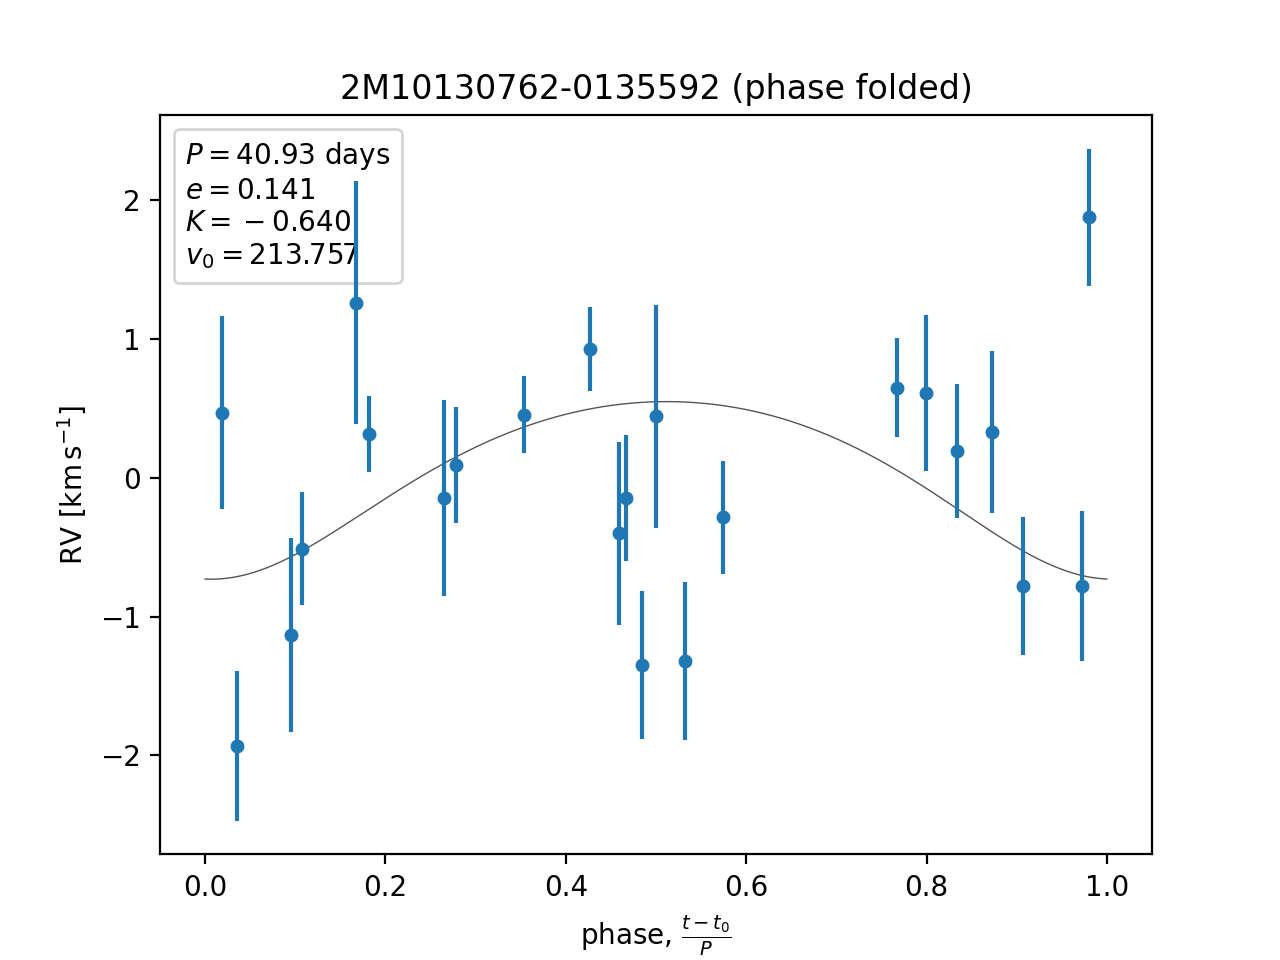 2M10130762-0135592 (phase folded)
P = 40.93 days
e = 0.141
K = −0.640
v₀ = 213.757
2
1
0
−1
−2
RV [km s⁻¹]
0.0 0.2 0.4 0.6 0.8 1.0
phase, (t − t₀)/P